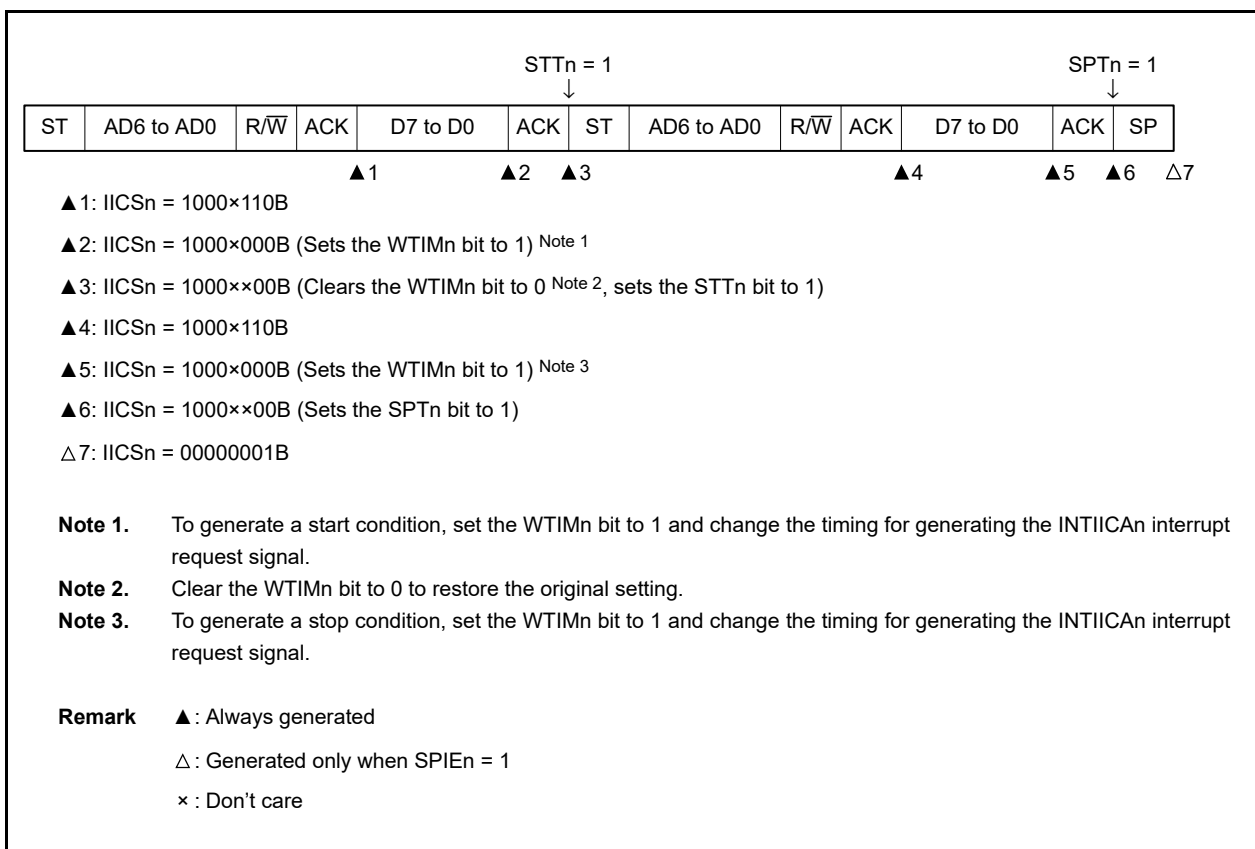 STTn = 1 SPTn = 1
↓ ↓
ST AD6 to AD0 R/W̅ ACK D7 to D0 ACK ST AD6 to AD0 R/W̅ ACK D7 to D0 ACK SP
▲1 ▲2 ▲3 ▲4 ▲5 ▲6 △7
▲1: IICSn = 1000×110B
▲2: IICSn = 1000×000B (Sets the WTIMn bit to 1) Note 1
▲3: IICSn = 1000××00B (Clears the WTIMn bit to 0 Note 2, sets the STTn bit to 1)
▲4: IICSn = 1000×110B
▲5: IICSn = 1000×000B (Sets the WTIMn bit to 1) Note 3
▲6: IICSn = 1000××00B (Sets the SPTn bit to 1)
△7: IICSn = 00000001B
Note 1. To generate a start condition, set the WTIMn bit to 1 and change the timing for generating the INTIICAn interrupt
request signal.
Note 2. Clear the WTIMn bit to 0 to restore the original setting.
Note 3. To generate a stop condition, set the WTIMn bit to 1 and change the timing for generating the INTIICAn interrupt
request signal.
Remark ▲: Always generated
△: Generated only when SPIEn = 1
×: Don't care